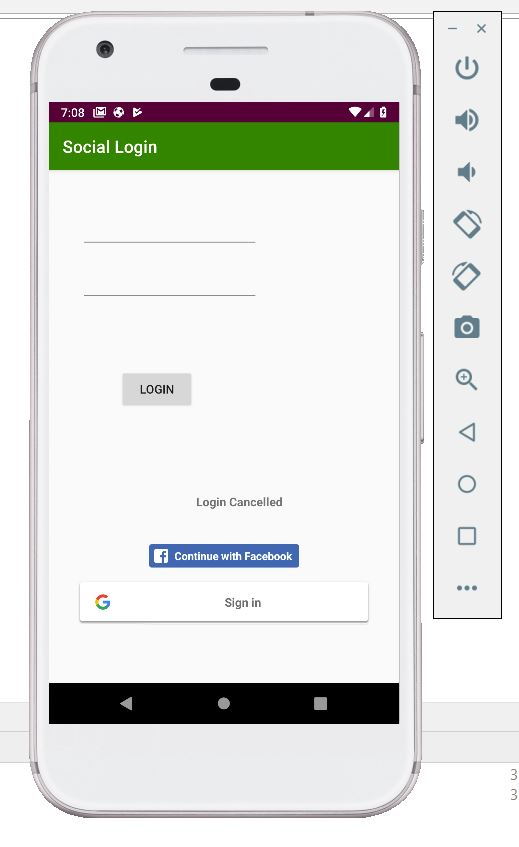 7:08
Social Login
LOGIN
Login Cancelled
Continue with Facebook
Sign in
3
3